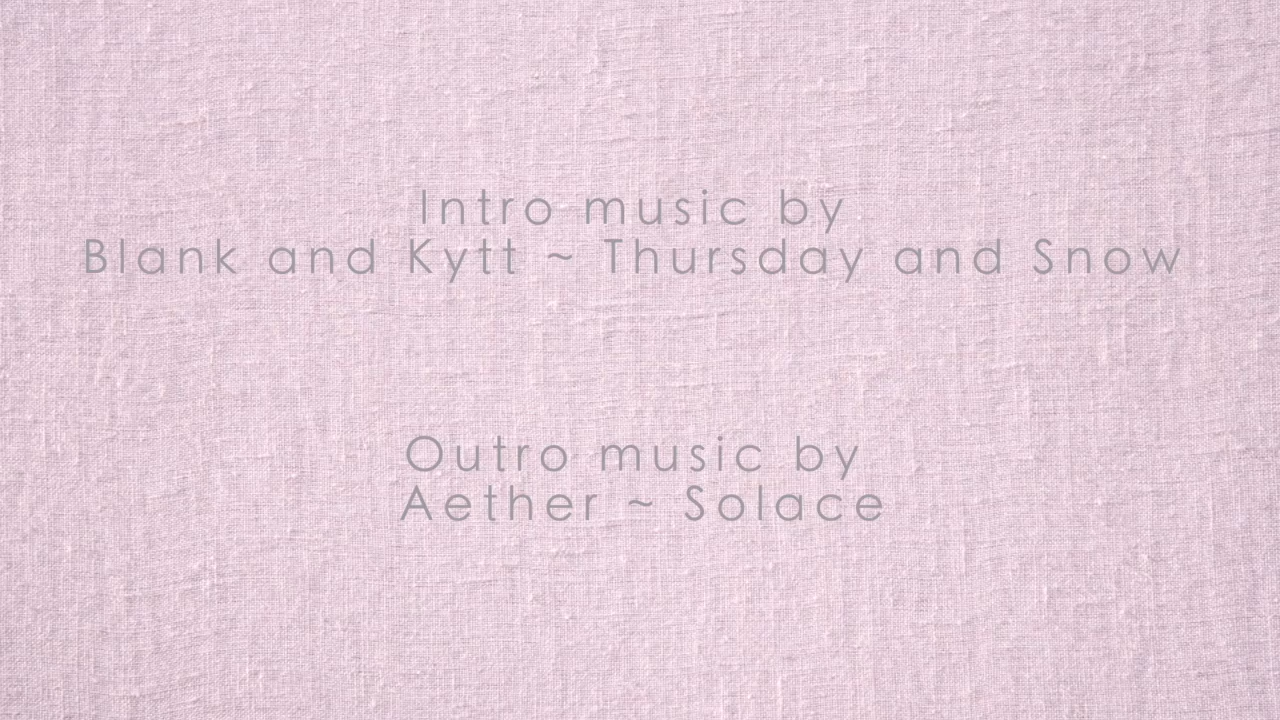 Intro music by
Blank and Kytt ~ Thursday and Snow
Outro music by
Aether ~ Solace